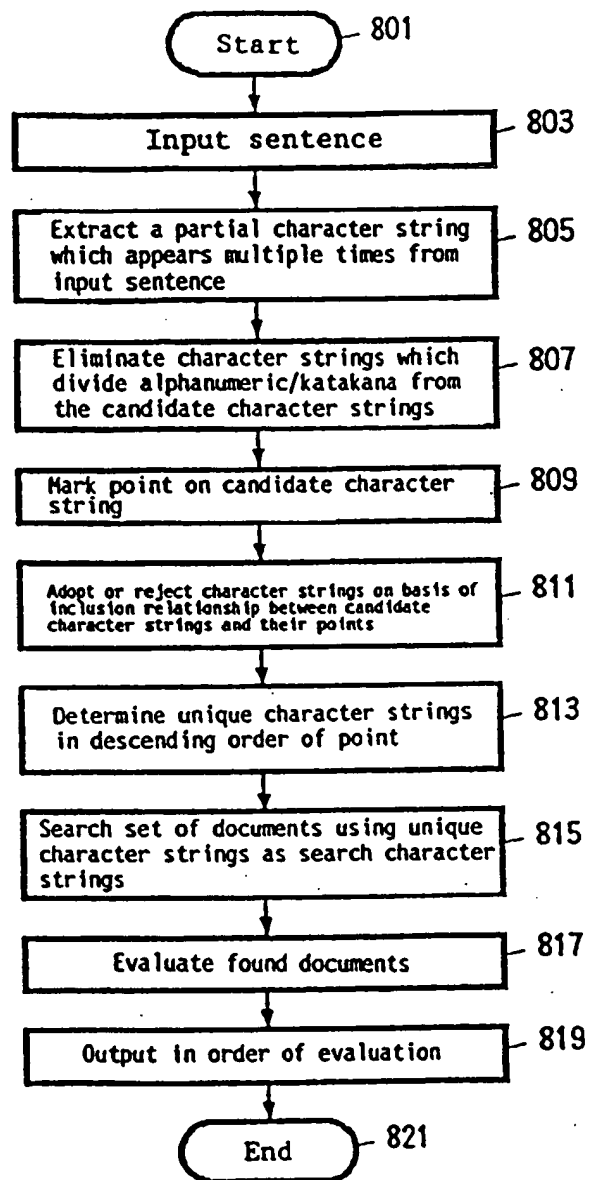 Start
801
Input sentence
803
Extract a partial character string
which appears multiple times from
input sentence
805
Eliminate character strings which
divide alphanumeric/katakana from
the candidate character strings
807
Mark point on candidate character
string
809
Adopt or reject character strings on basis of
inclusion relationship between candidate
character strings and their points
811
Determine unique character strings
in descending order of point
813
Search set of documents using unique
character strings as search character
strings
815
Evaluate found documents
817
Output in order of evaluation
819
End
821